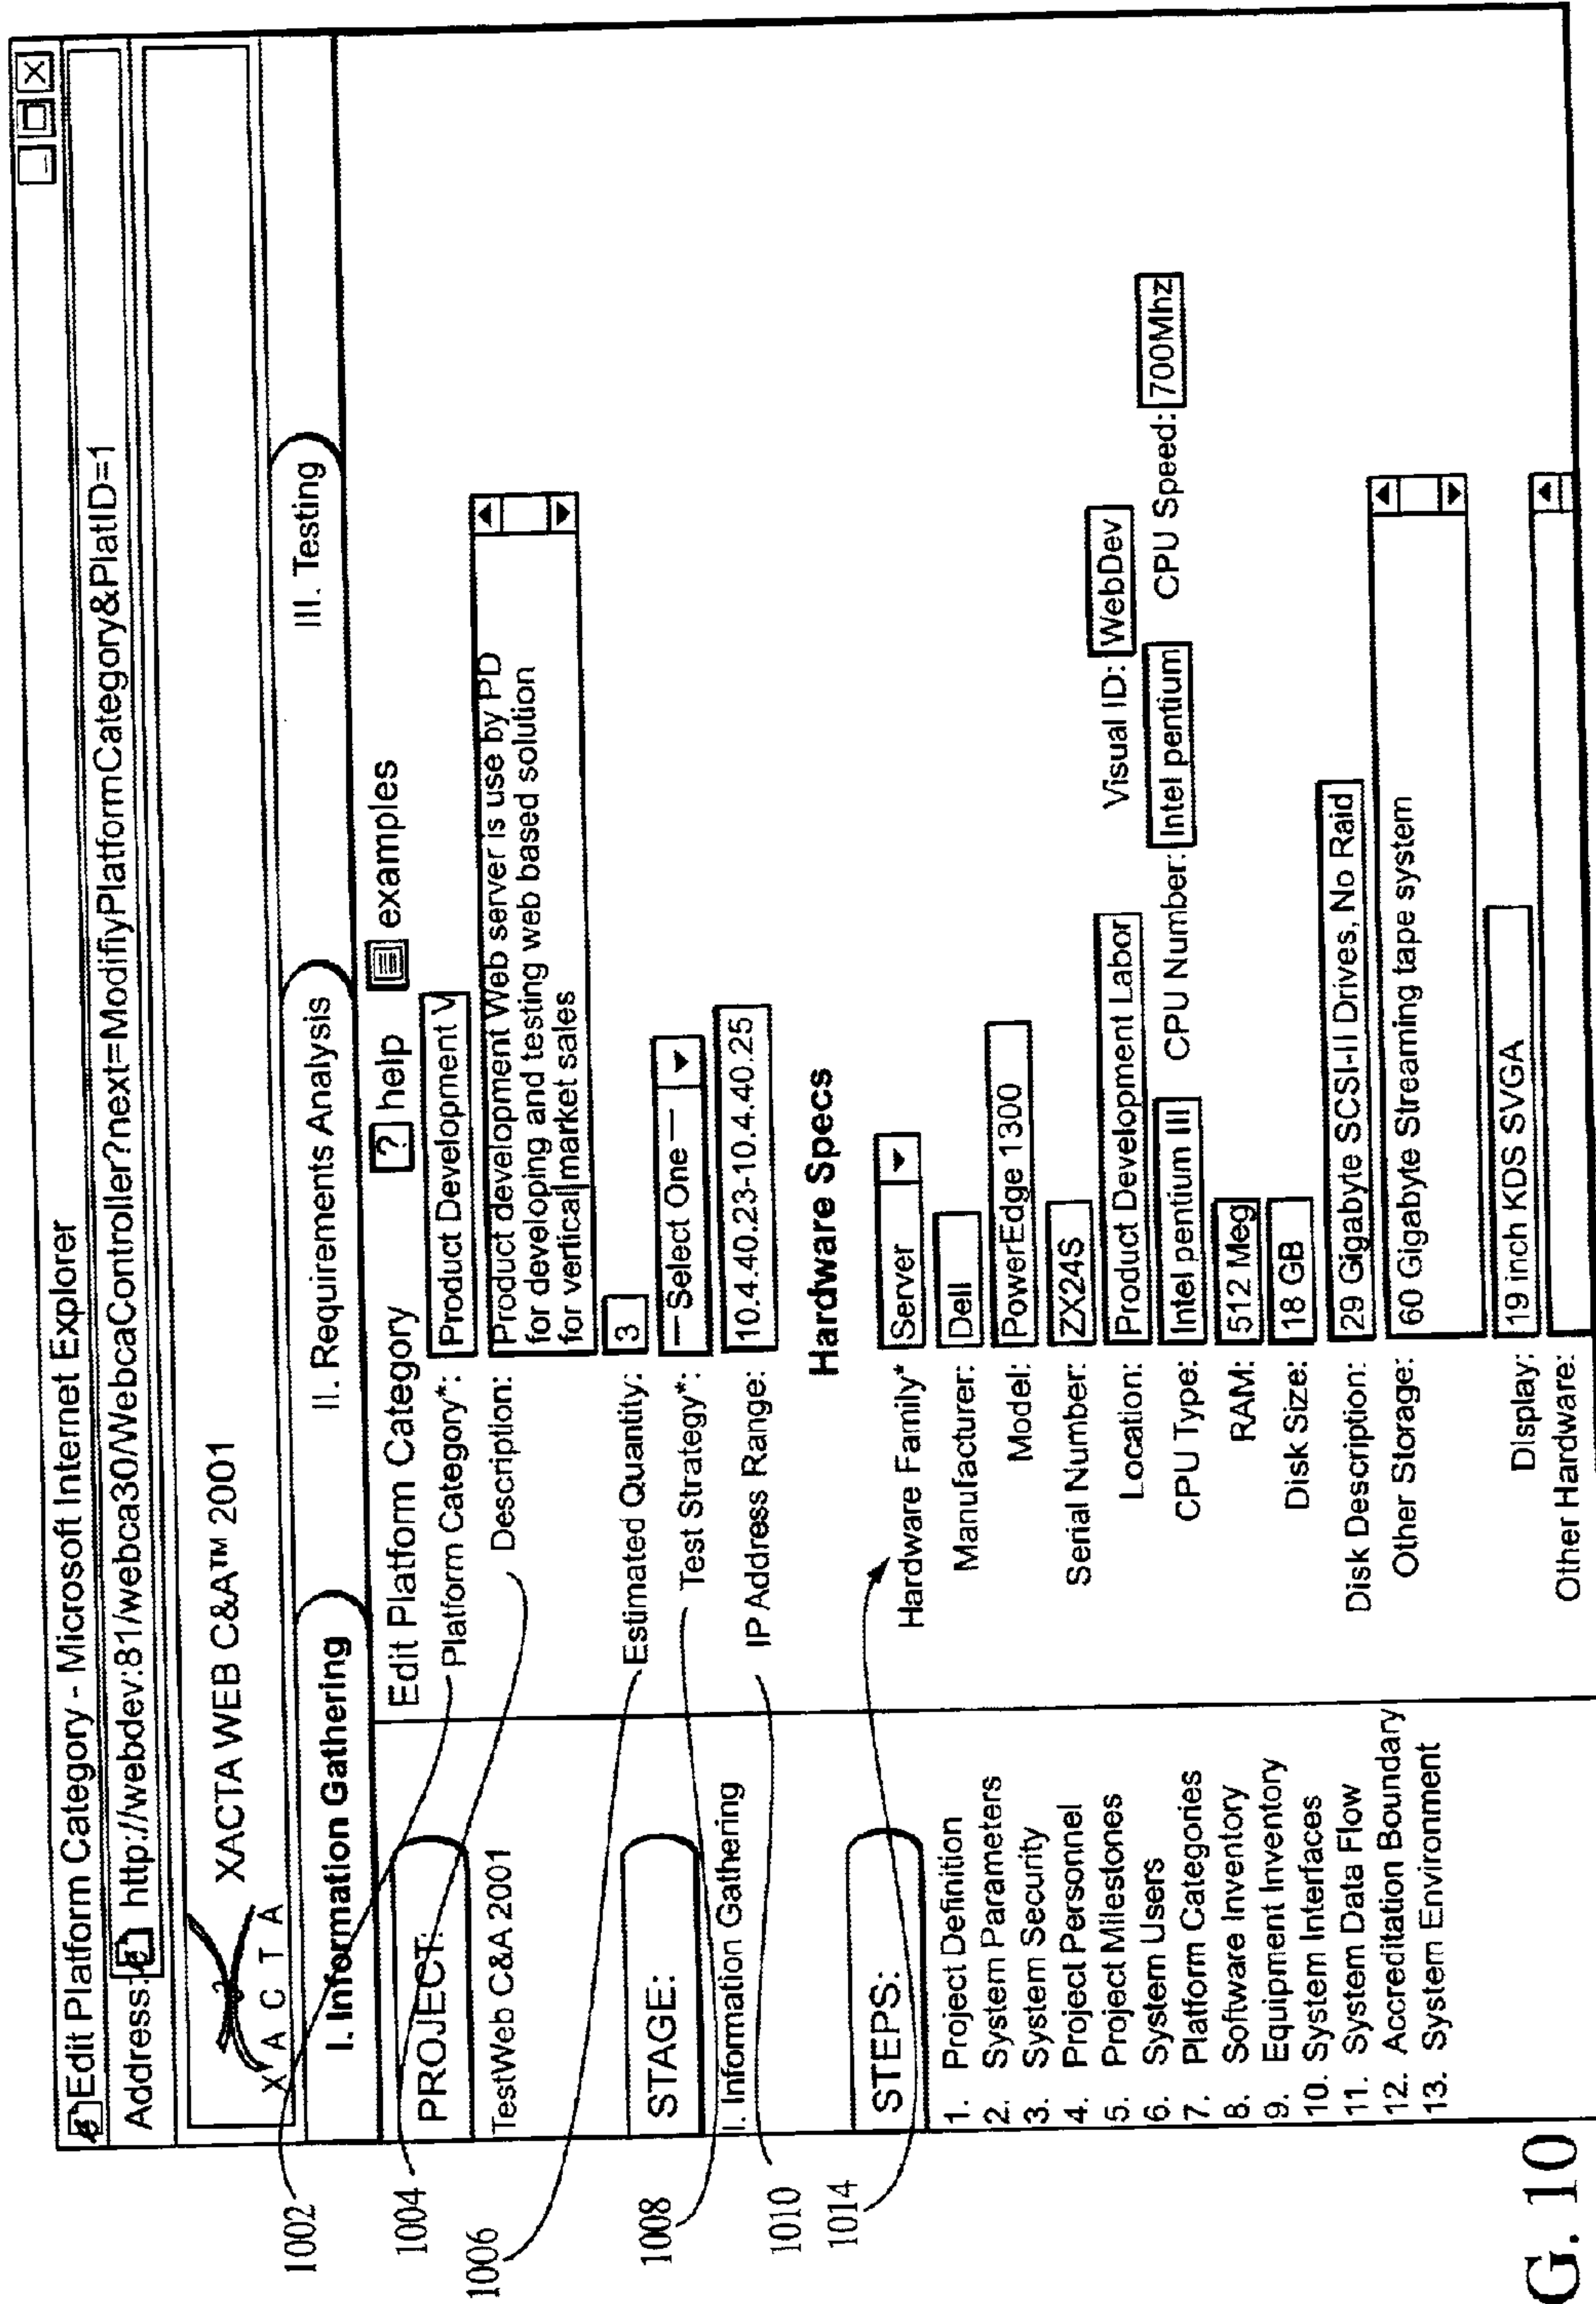 Edit Platform Category - Microsoft Internet Explorer
Address: http://webdev:81/webca30/WebcaController?next=ModifiyPlatformCategory&PlatID=1
XACTA
XACTA WEB C&A™ 2001
I. Information Gathering
II. Requirements Analysis
III. Testing
PROJECT:
TestWeb C&A 2001
STAGE:
I. Information Gathering
STEPS:
1. Project Definition
2. System Parameters
3. System Security
4. Project Personnel
5. Project Milestones
6. System Users
7. Platform Categories
8. Software Inventory
9. Equipment Inventory
10. System Interfaces
11. System Data Flow
12. Accreditation Boundary
13. System Environment
Edit Platform Category ? help examples
Platform Category*: Product Development
Description: Product development Web server is use by PD
for developing and testing web based solution
for vertical market sales
Estimated Quantity: 3
Test Strategy*: —Select One—
IP Address Range: 10.4.40.23-10.4.40.25
Hardware Specs
Hardware Family* Server
Manufacturer: Dell
Model: PowerEdge 1300
Serial Number: ZX24S
Location: Product Development Labor Visual ID: WebDev
CPU Type: Intel pentium III CPU Number: Intel pentium CPU Speed: 700Mhz
RAM: 512 Meg
Disk Size: 18 GB
Disk Description: 29 Gigabyte SCSI-II Drives, No Raid
Other Storage: 60 Gigabyte Streaming tape system
Display: 19 inch KDS SVGA
Other Hardware:
1002
1004
1006
1008
1010
1014
G. 10